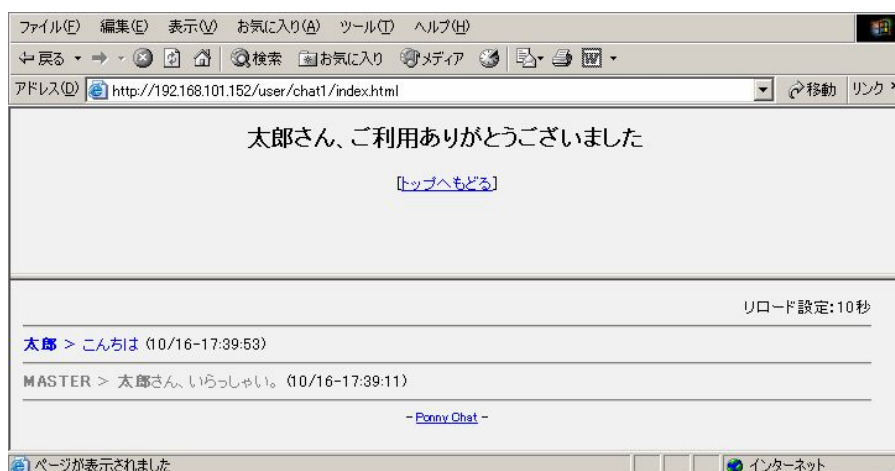 ファイル(F) 編集(E) 表示(V) お気に入り(A) ツール(T) ヘルプ(H)
戻る 検索 お気に入り メディア
アドレス(D) http://192.168.101.152/user/chat1/index.html 移動 リンク
太郎さん、ご利用ありがとうございました
[トップへもどる]
リロード設定:10秒
太郎 > こんちは (10/16-17:39:53)
MASTER > 太郎さん、いらっしゃい。 (10/16-17:39:11)
- Ponny Chat -
ページが表示されました インターネット